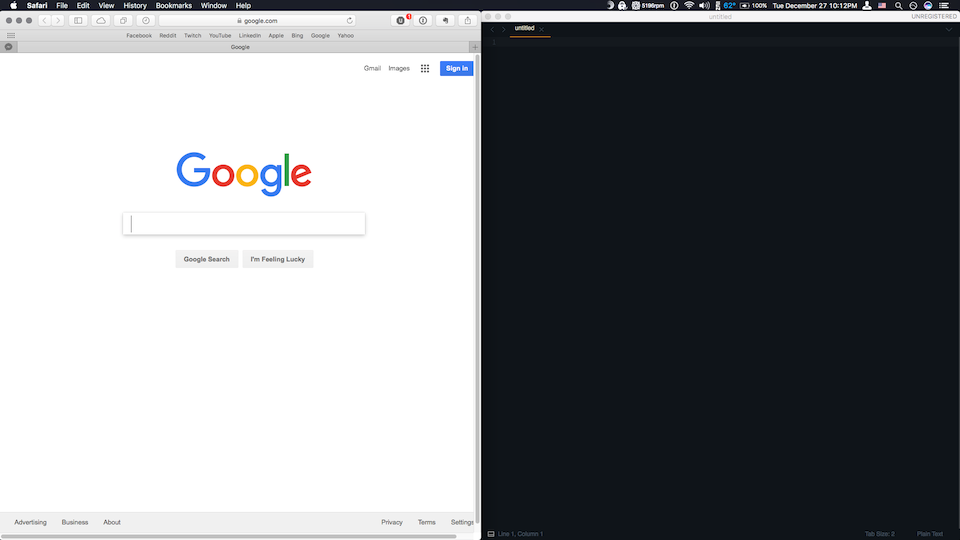 Safari File Edit View History Bookmarks Window Help
5196rpm 62° 100% Tue December 27 10:12PM
google.com
1
Facebook Reddit Twitch YouTube LinkedIn Apple Bing Google Yahoo
Google
Gmail Images Sign in
Google
Google Search I'm Feeling Lucky
Advertising Business About Privacy Terms Settings
untitled
UNREGISTERED
untitled
1
Line 1, Column 1 Tab Size: 2 Plain Text